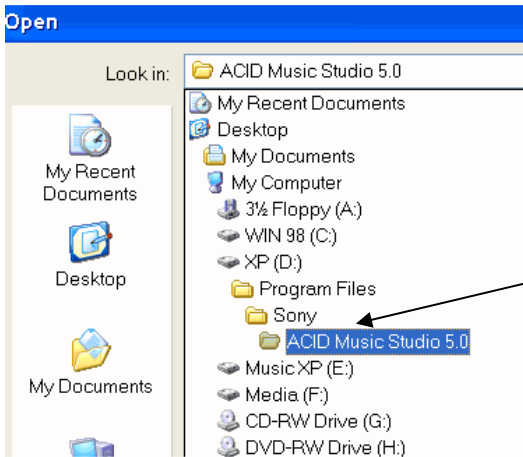 Open
Look in:
ACID Music Studio 5.0
My Recent Documents
Desktop
My Documents
My Computer
3½ Floppy (A:)
WIN 98 (C:)
XP (D:)
Program Files
Sony
ACID Music Studio 5.0
Music XP (E:)
Media (F:)
CD-RW Drive (G:)
DVD-RW Drive (H:)
My Recent
Documents
Desktop
My Documents